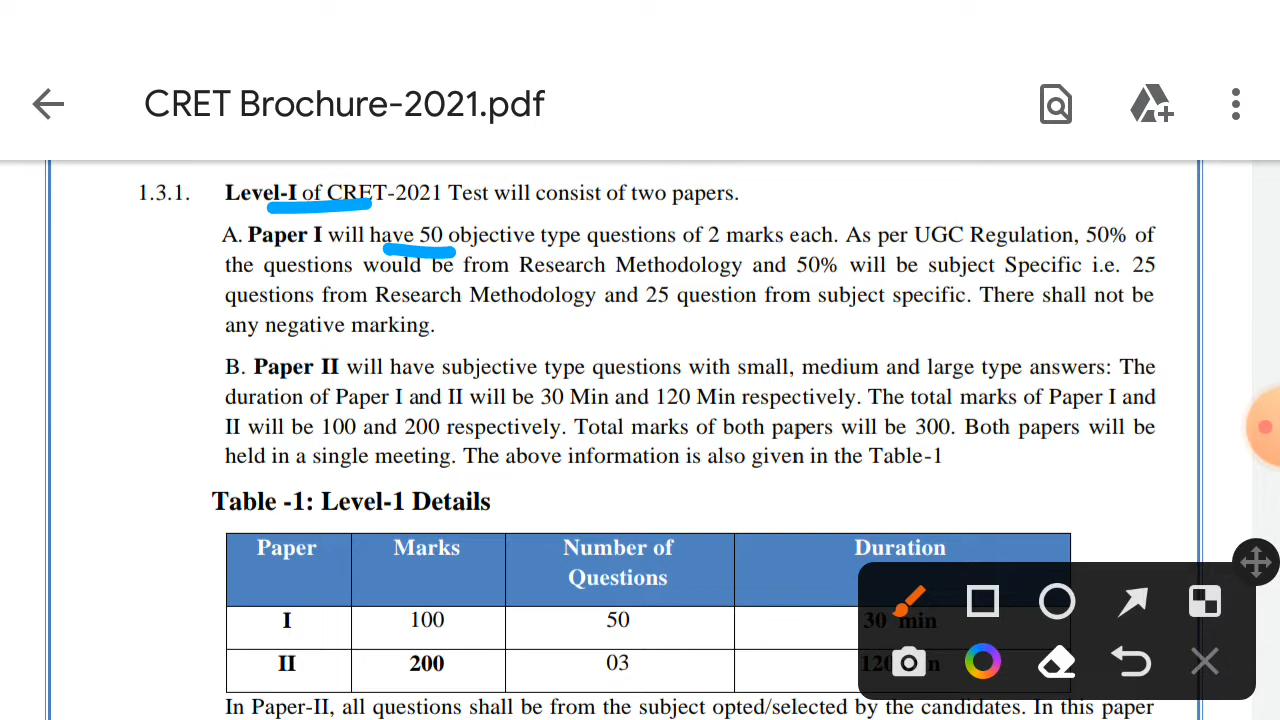 CRET Brochure-2021.pdf
1.3.1. Level-I of CRET-2021 Test will consist of two papers.
A. Paper I will have 50 objective type questions of 2 marks each. As per UGC Regulation, 50% of
the questions would be from Research Methodology and 50% will be subject Specific i.e. 25
questions from Research Methodology and 25 question from subject specific. There shall not be
any negative marking.
B. Paper II will have subjective type questions with small, medium and large type answers: The
duration of Paper I and II will be 30 Min and 120 Min respectively. The total marks of Paper I and
II will be 100 and 200 respectively. Total marks of both papers will be 300. Both papers will be
held in a single meeting. The above information is also given in the Table-1
Table -1: Level-1 Details
Paper Marks Number of Questions Duration
I 100 50 30 min
II 200 03
In Paper-II, all questions shall be from the subject opted/selected by the candidates. In this paper